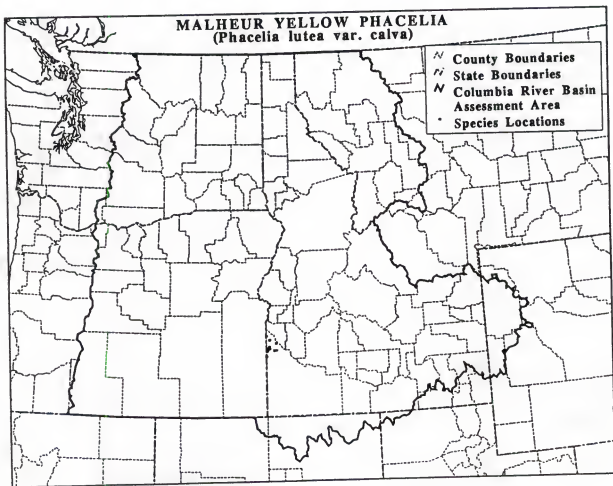 MALHEUR YELLOW PHACELIA
(Phacelia lutea var. calva)
County Boundaries
State Boundaries
Columbia River Basin
Assessment Area
Species Locations